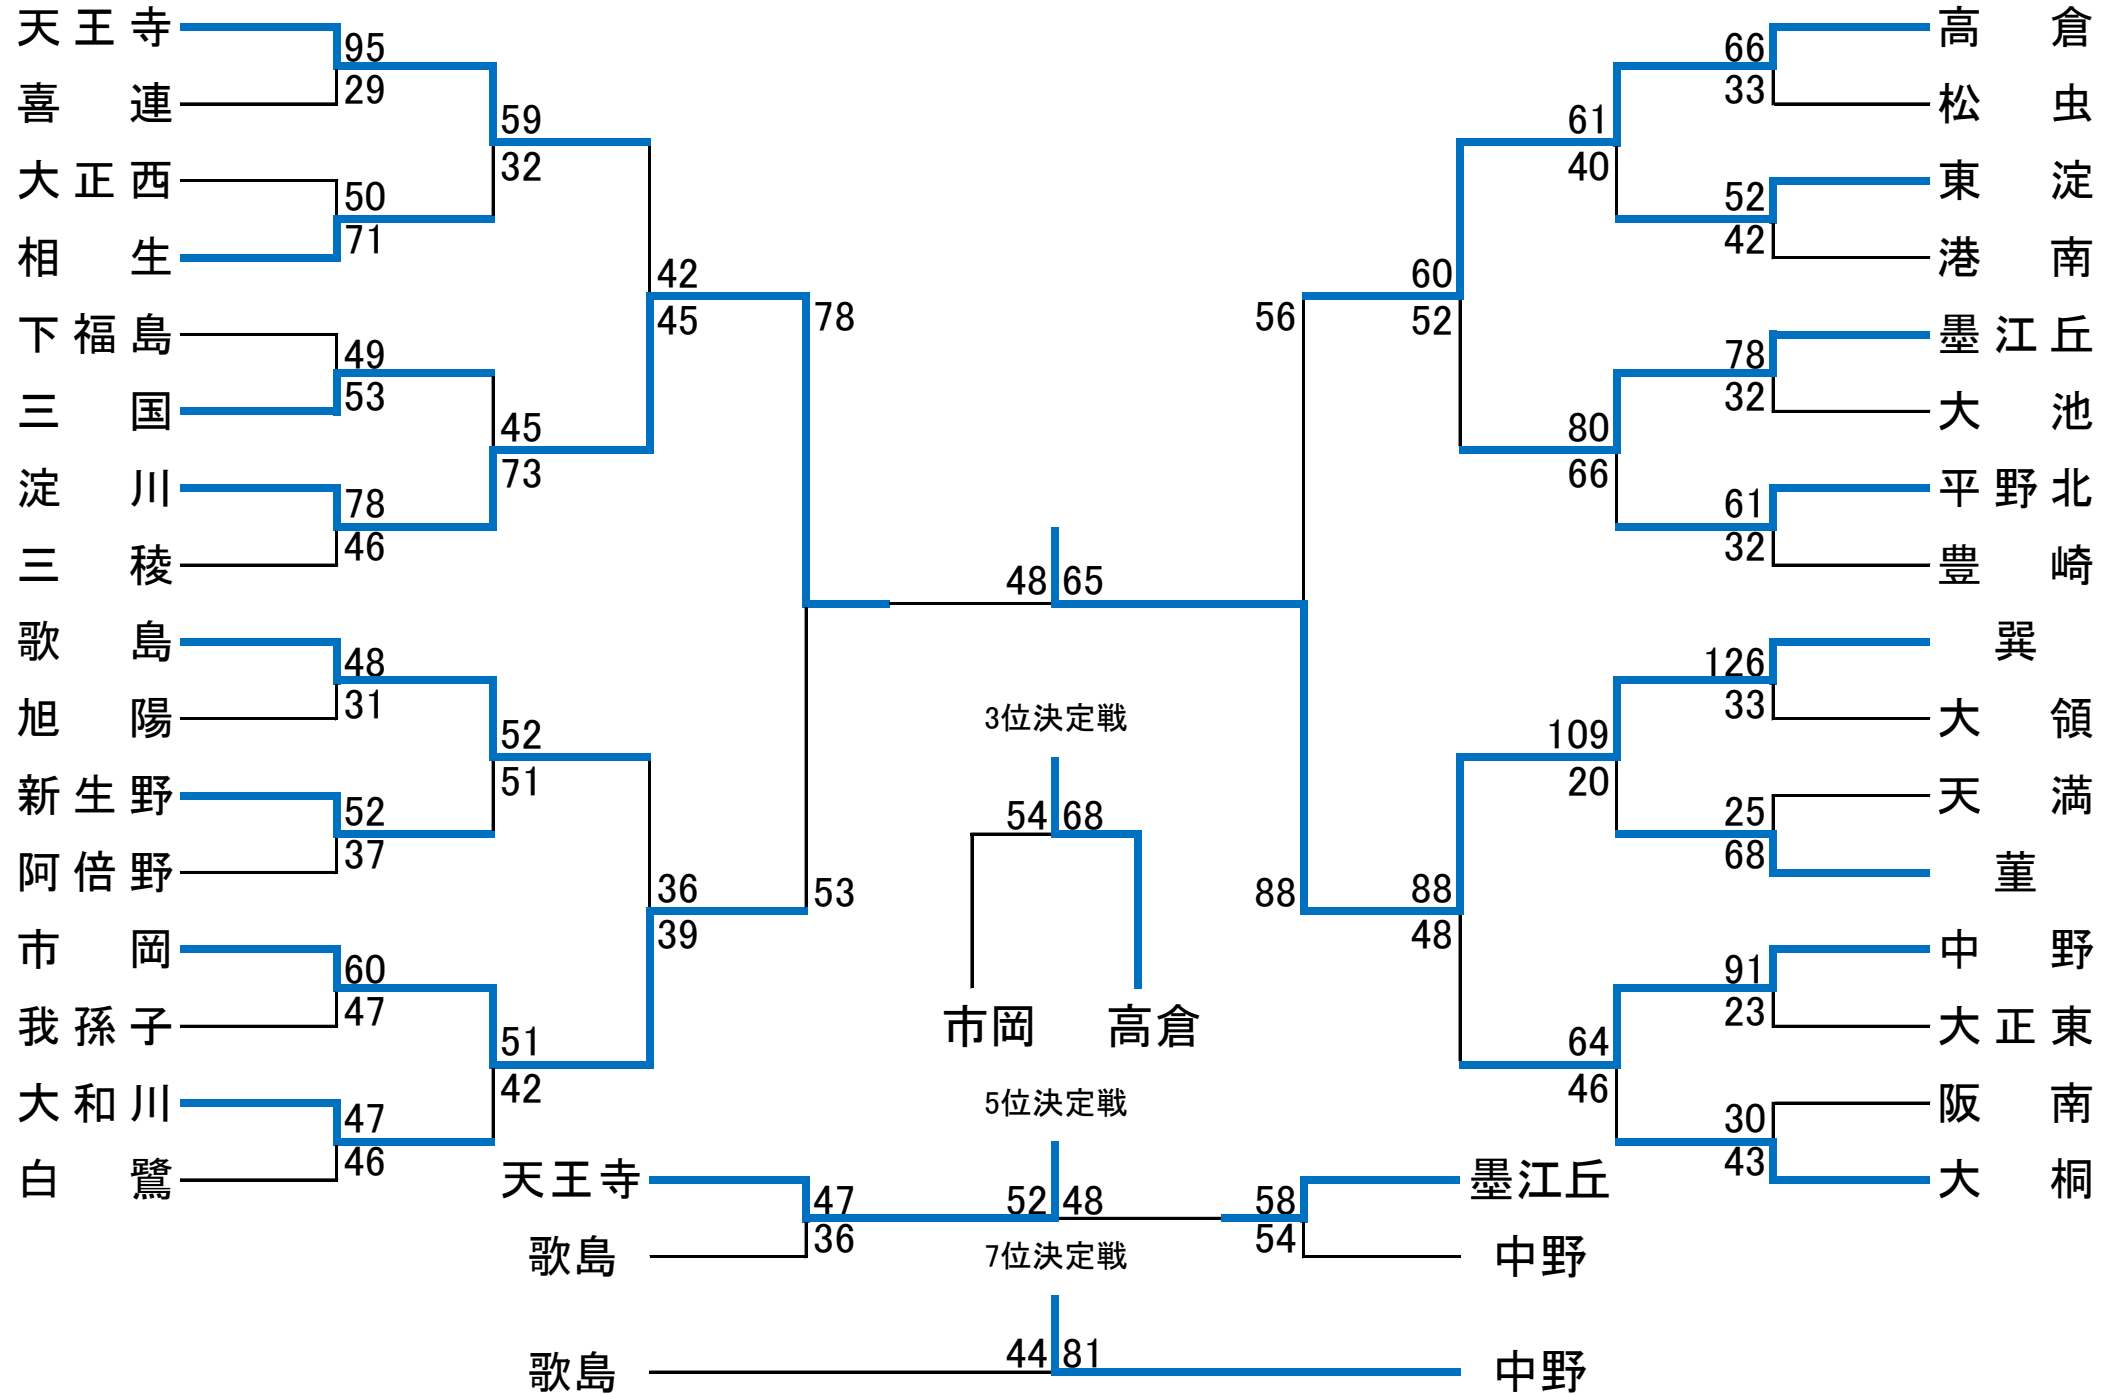 天王寺 95 66 高倉
喜連 29 33 松虫
59 61
32 40
大正西 50 52 東淀
相生 71 42 港南
42 60
45 78 56 52
下福島 49 78 墨江丘
三国 53 32 大池
45 80
73 66
淀川 78 61 平野北
三稜 46 32 豊崎
48 65
歌島 48 126 巽
旭陽 31 33 大領
3位決定戦
52 109
51 20
新生野 52 54 68 25 天満
阿倍野 37 68 菫
36 53 88 88
39 48
市岡 60 91 中野
我孫子 47 市岡 高倉 23 大正東
51 64
42 46
5位決定戦
大和川 47 30 阪南
白鷺 46 43 大桐
天王寺 47 52 48 58 墨江丘
歌島 36 54 中野
7位決定戦
歌島 44 81 中野